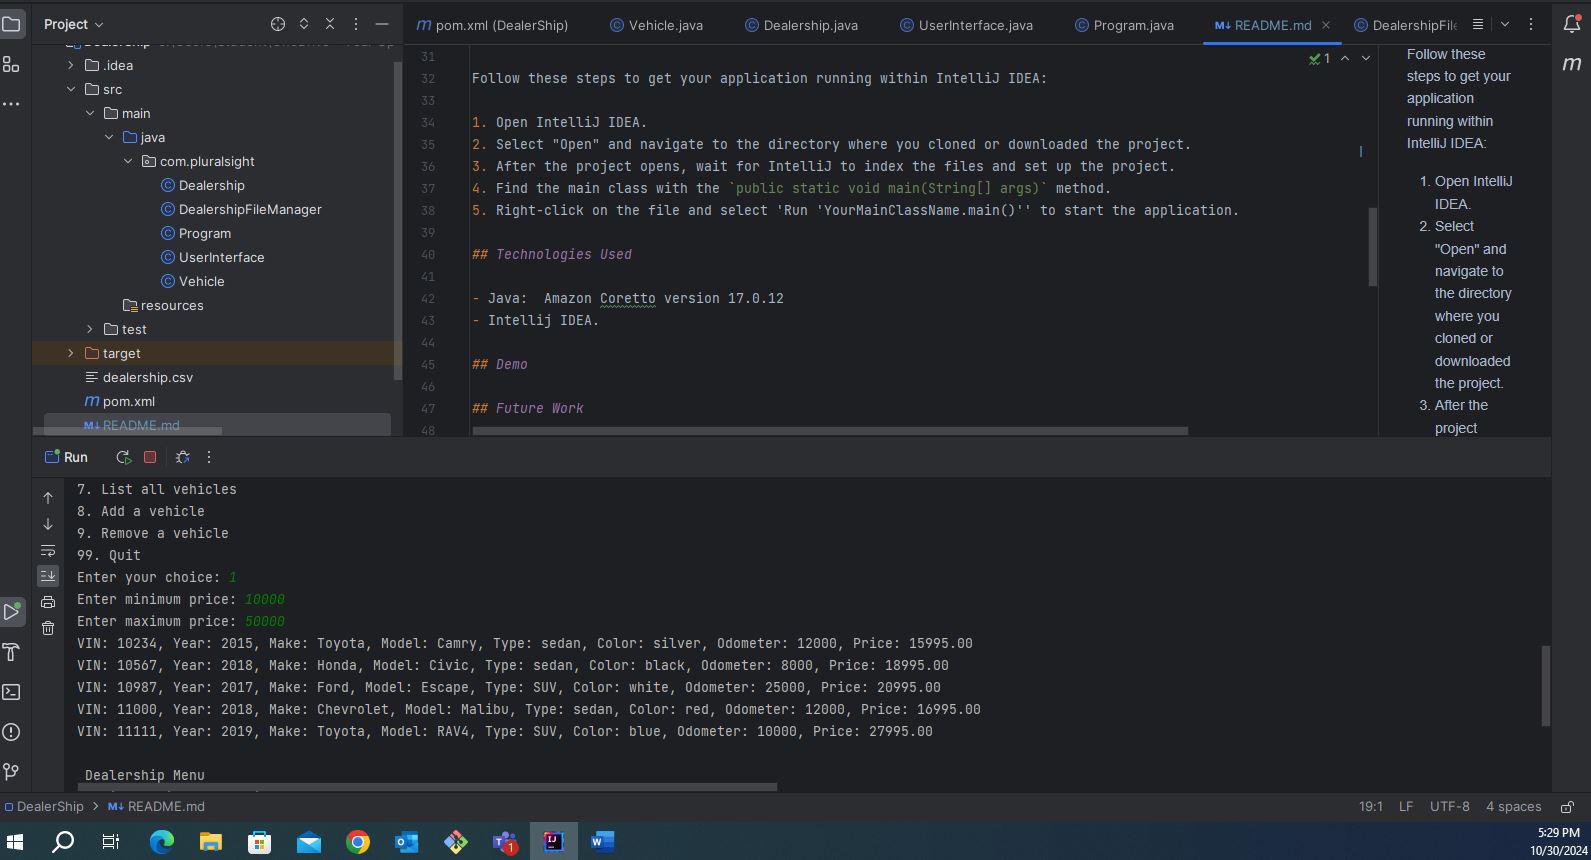 Project
pom.xml (DealerShip)
Vehicle.java
Dealership.java
UserInterface.java
Program.java
README.md
.idea
src
main
java
com.pluralsight
Dealership
DealershipFileManager
Program
UserInterface
Vehicle
resources
test
target
dealership.csv
pom.xml
README.md
31
32 Follow these steps to get your application running within IntelliJ IDEA:
33
34 1. Open IntelliJ IDEA.
35 2. Select "Open" and navigate to the directory where you cloned or downloaded the project.
36 3. After the project opens, wait for IntelliJ to index the files and set up the project.
37 4. Find the main class with the `public static void main(String[] args)` method.
38 5. Right-click on the file and select 'Run 'YourMainClassName.main()'' to start the application.
39
40 ## Technologies Used
41
42 - Java:  Amazon Coretto version 17.0.12
43 - Intellij IDEA.
44
45 ## Demo
46
47 ## Future Work
48
1
Follow these
steps to get your
application
running within
IntelliJ IDEA:
1. Open IntelliJ
IDEA.
2. Select
"Open" and
navigate to
the directory
where you
cloned or
downloaded
the project.
3. After the
project
Run
7. List all vehicles
8. Add a vehicle
9. Remove a vehicle
99. Quit
Enter your choice: 1
Enter minimum price: 10000
Enter maximum price: 50000
VIN: 10234, Year: 2015, Make: Toyota, Model: Camry, Type: sedan, Color: silver, Odometer: 12000, Price: 15995.00
VIN: 10567, Year: 2018, Make: Honda, Model: Civic, Type: sedan, Color: black, Odometer: 8000, Price: 18995.00
VIN: 10987, Year: 2017, Make: Ford, Model: Escape, Type: SUV, Color: white, Odometer: 25000, Price: 20995.00
VIN: 11000, Year: 2018, Make: Chevrolet, Model: Malibu, Type: sedan, Color: red, Odometer: 12000, Price: 16995.00
VIN: 11111, Year: 2019, Make: Toyota, Model: RAV4, Type: SUV, Color: blue, Odometer: 10000, Price: 27995.00
Dealership Menu
DealerShip > README.md
19:1 LF UTF-8 4 spaces
5:29 PM
10/30/2024